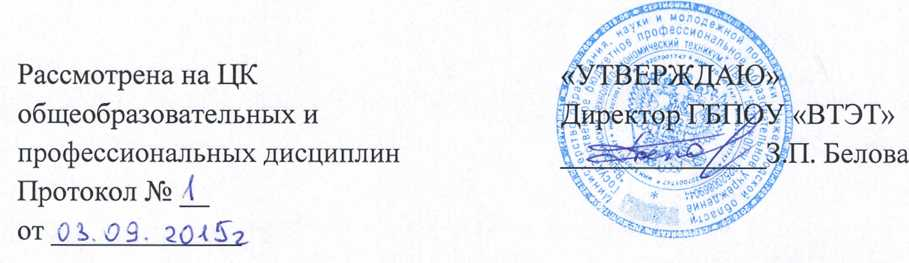 Рассмотрена на ЦК
общеобразовательных и
профессиональных дисциплин
Протокол № 1
от 03.09.2015г
«УТВЕРЖДАЮ»
Директор ГБПОУ «ВТЭТ»
З.П. Белова